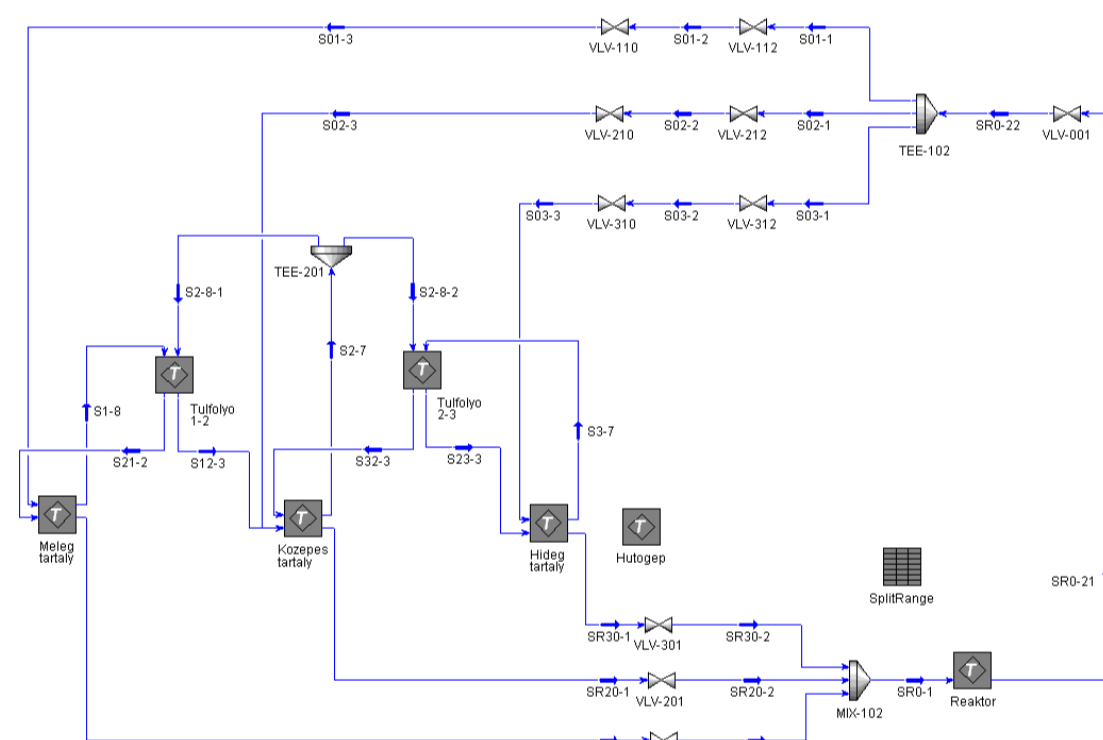 S01-3
VLV-110
S01-2
VLV-112
S01-1
S02-3
VLV-210
S02-2
VLV-212
S02-1
TEE-102
SR0-22
VLV-001
S03-3
VLV-310
S03-2
VLV-312
S03-1
TEE-201
S2-8-1
S2-8-2
S2-7
T
Tulfolyo
1-2
T
Tulfolyo
2-3
S1-8
S3-7
S21-2
S12-3
S32-3
S23-3
T
Meleg
tartaly
T
Kozepes
tartaly
T
Hideg
tartaly
T
Hutogep
SplitRange
SR0-21
SR30-1
VLV-301
SR30-2
SR20-1
VLV-201
SR20-2
MIX-102
SR0-1
T
Reaktor